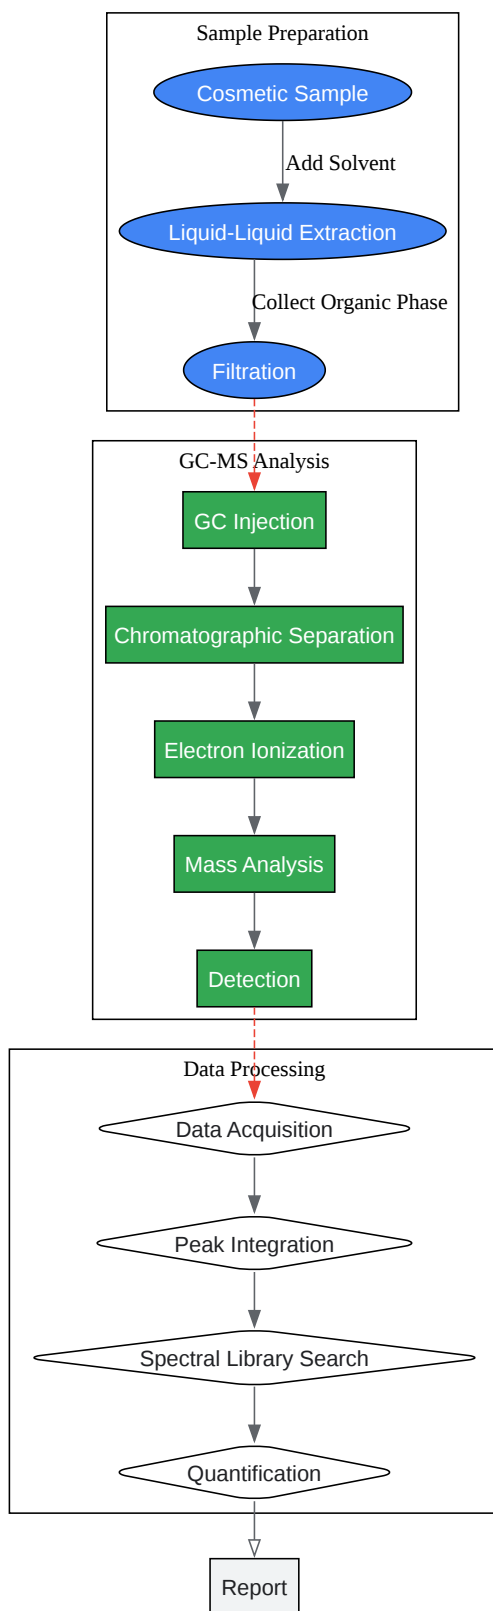 Sample Preparation
Cosmetic Sample
Add Solvent
Liquid-Liquid Extraction
Collect Organic Phase
Filtration
GC-MS Analysis
GC Injection
Chromatographic Separation
Electron Ionization
Mass Analysis
Detection
Data Processing
Data Acquisition
Peak Integration
Spectral Library Search
Quantification
Report